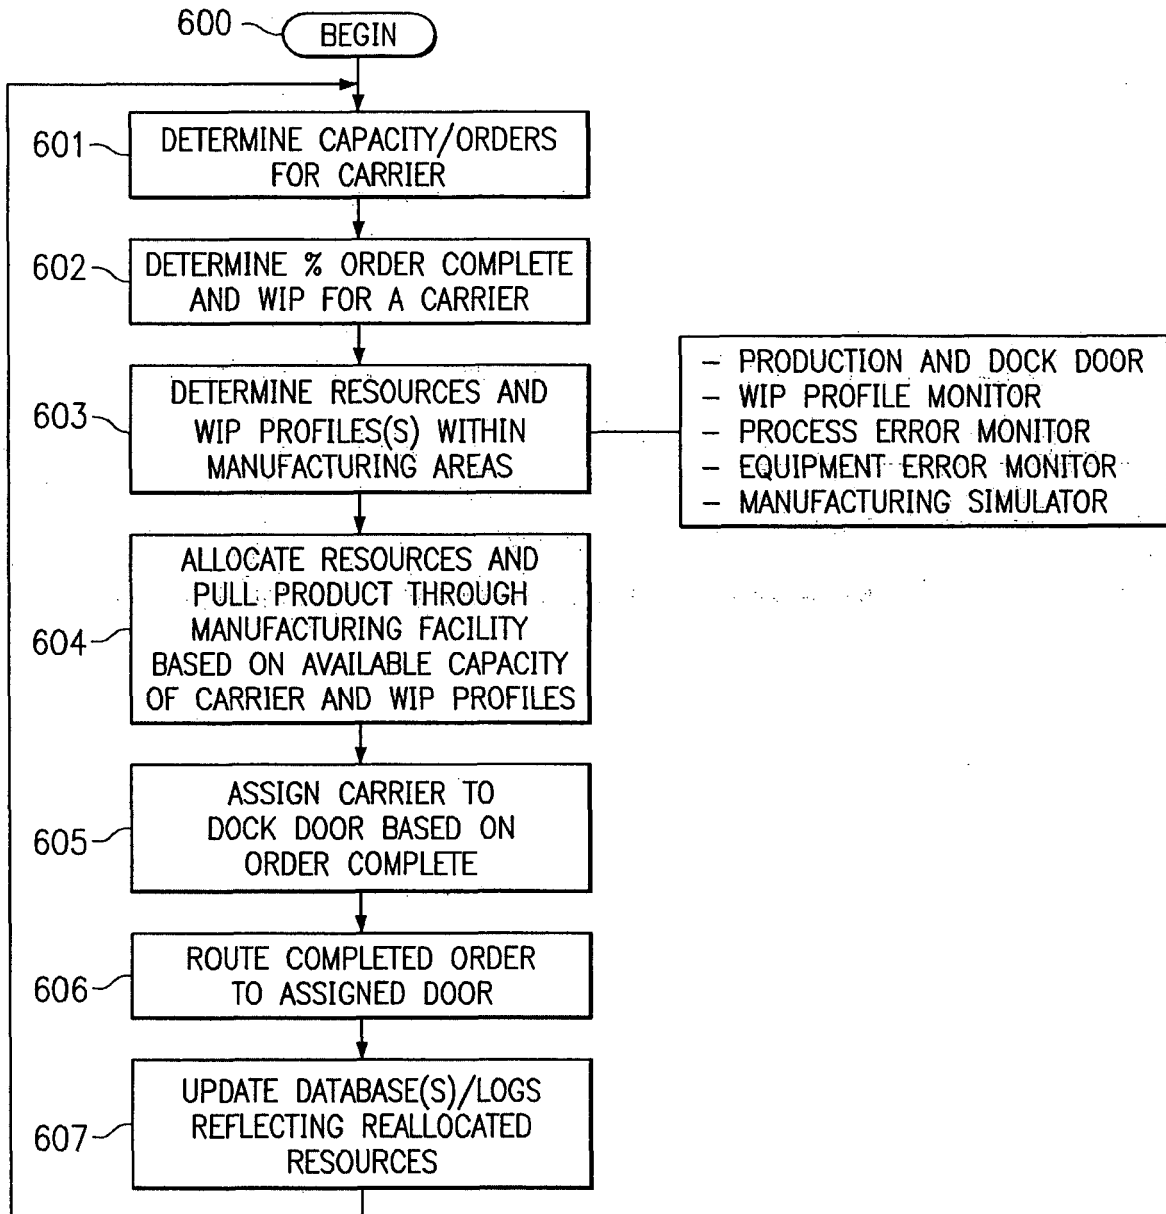 600
BEGIN
601
DETERMINE CAPACITY/ORDERS
FOR CARRIER
602
DETERMINE % ORDER COMPLETE
AND WIP FOR A CARRIER
603
DETERMINE RESOURCES AND
WIP PROFILES(S) WITHIN
MANUFACTURING AREAS
- PRODUCTION AND DOCK DOOR
- WIP PROFILE MONITOR
- PROCESS ERROR MONITOR
- EQUIPMENT ERROR MONITOR
- MANUFACTURING SIMULATOR
604
ALLOCATE RESOURCES AND
PULL PRODUCT THROUGH
MANUFACTURING FACILITY
BASED ON AVAILABLE CAPACITY
OF CARRIER AND WIP PROFILES
605
ASSIGN CARRIER TO
DOCK DOOR BASED ON
ORDER COMPLETE
606
ROUTE COMPLETED ORDER
TO ASSIGNED DOOR
607
UPDATE DATABASE(S)/LOGS
REFLECTING REALLOCATED
RESOURCES